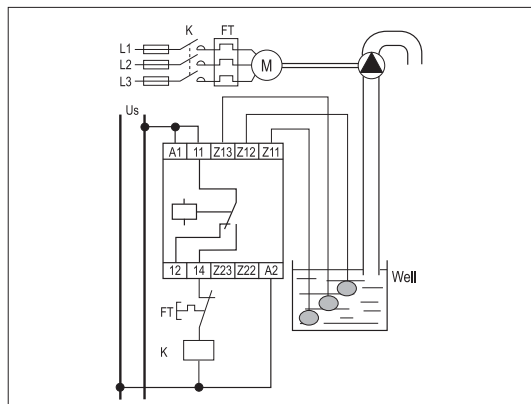 K FT
L1
L2
L3
M
Us
A1 11 Z13 Z12 Z11
12 14 Z23 Z22 A2
Well
FT
K